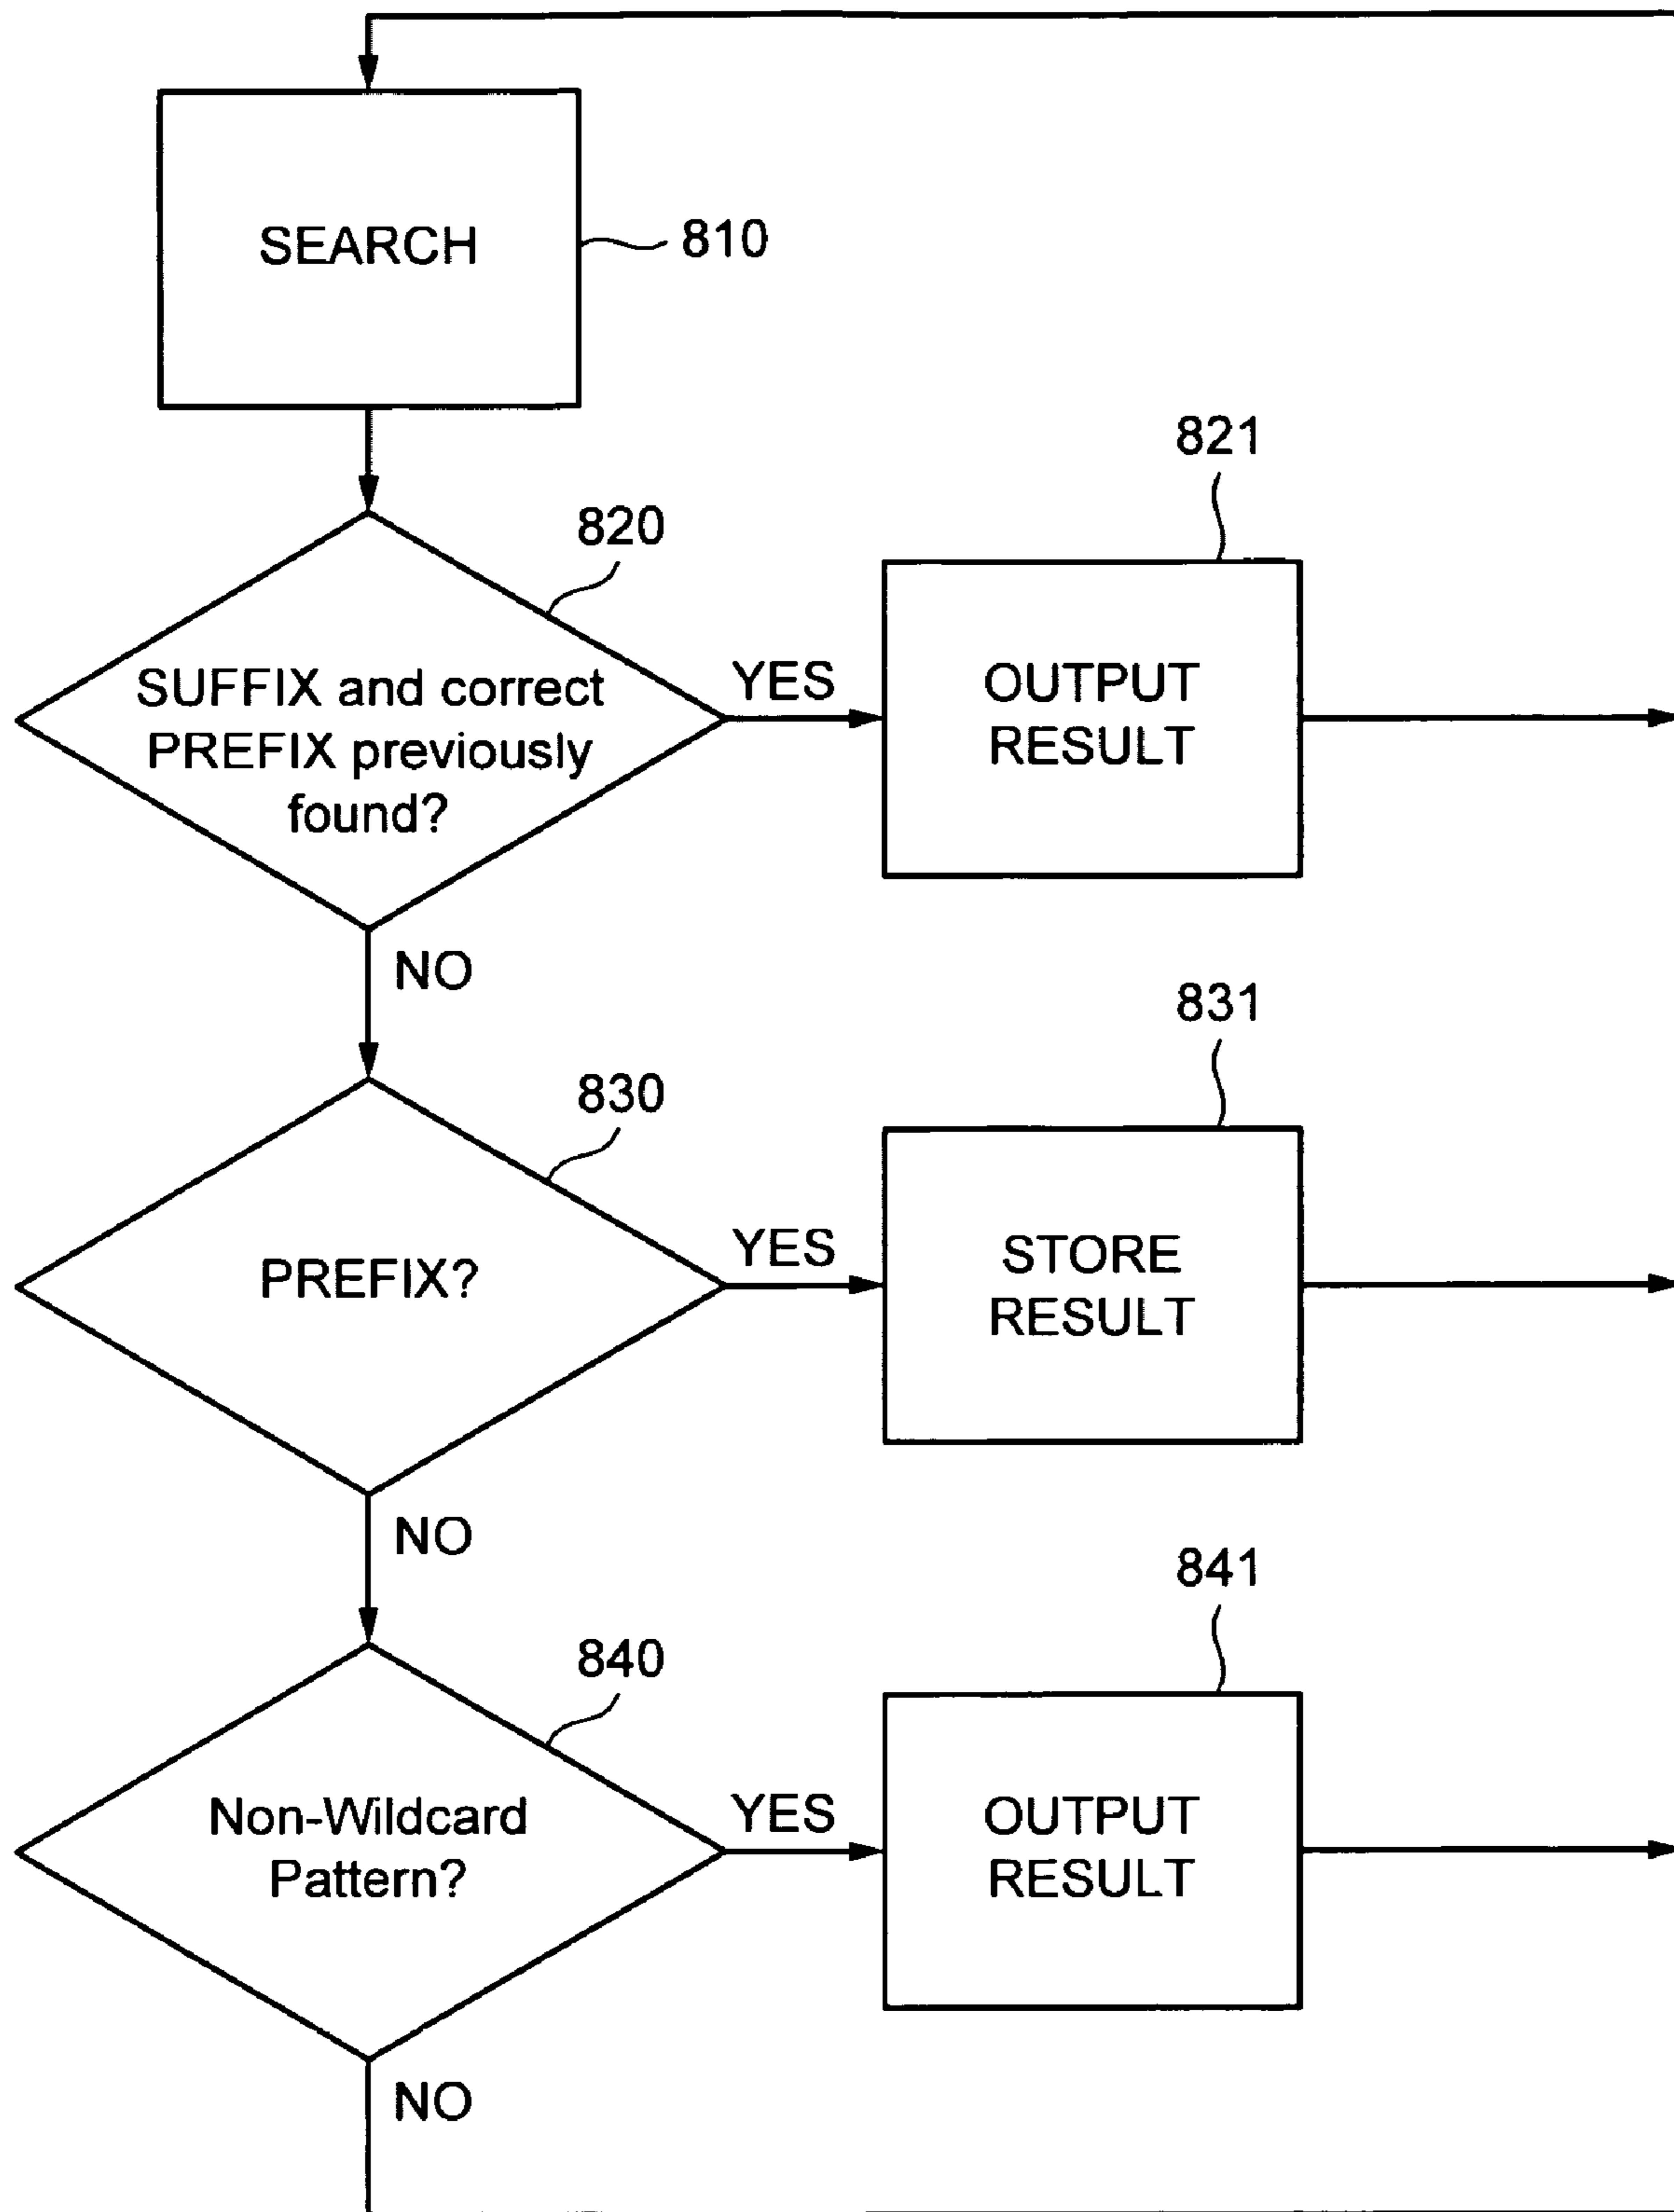 SEARCH
810
820
821
SUFFIX and correct
PREFIX previously
found?
YES
OUTPUT
RESULT
NO
830
831
PREFIX?
YES
STORE
RESULT
NO
840
841
Non-Wildcard
Pattern?
YES
OUTPUT
RESULT
NO